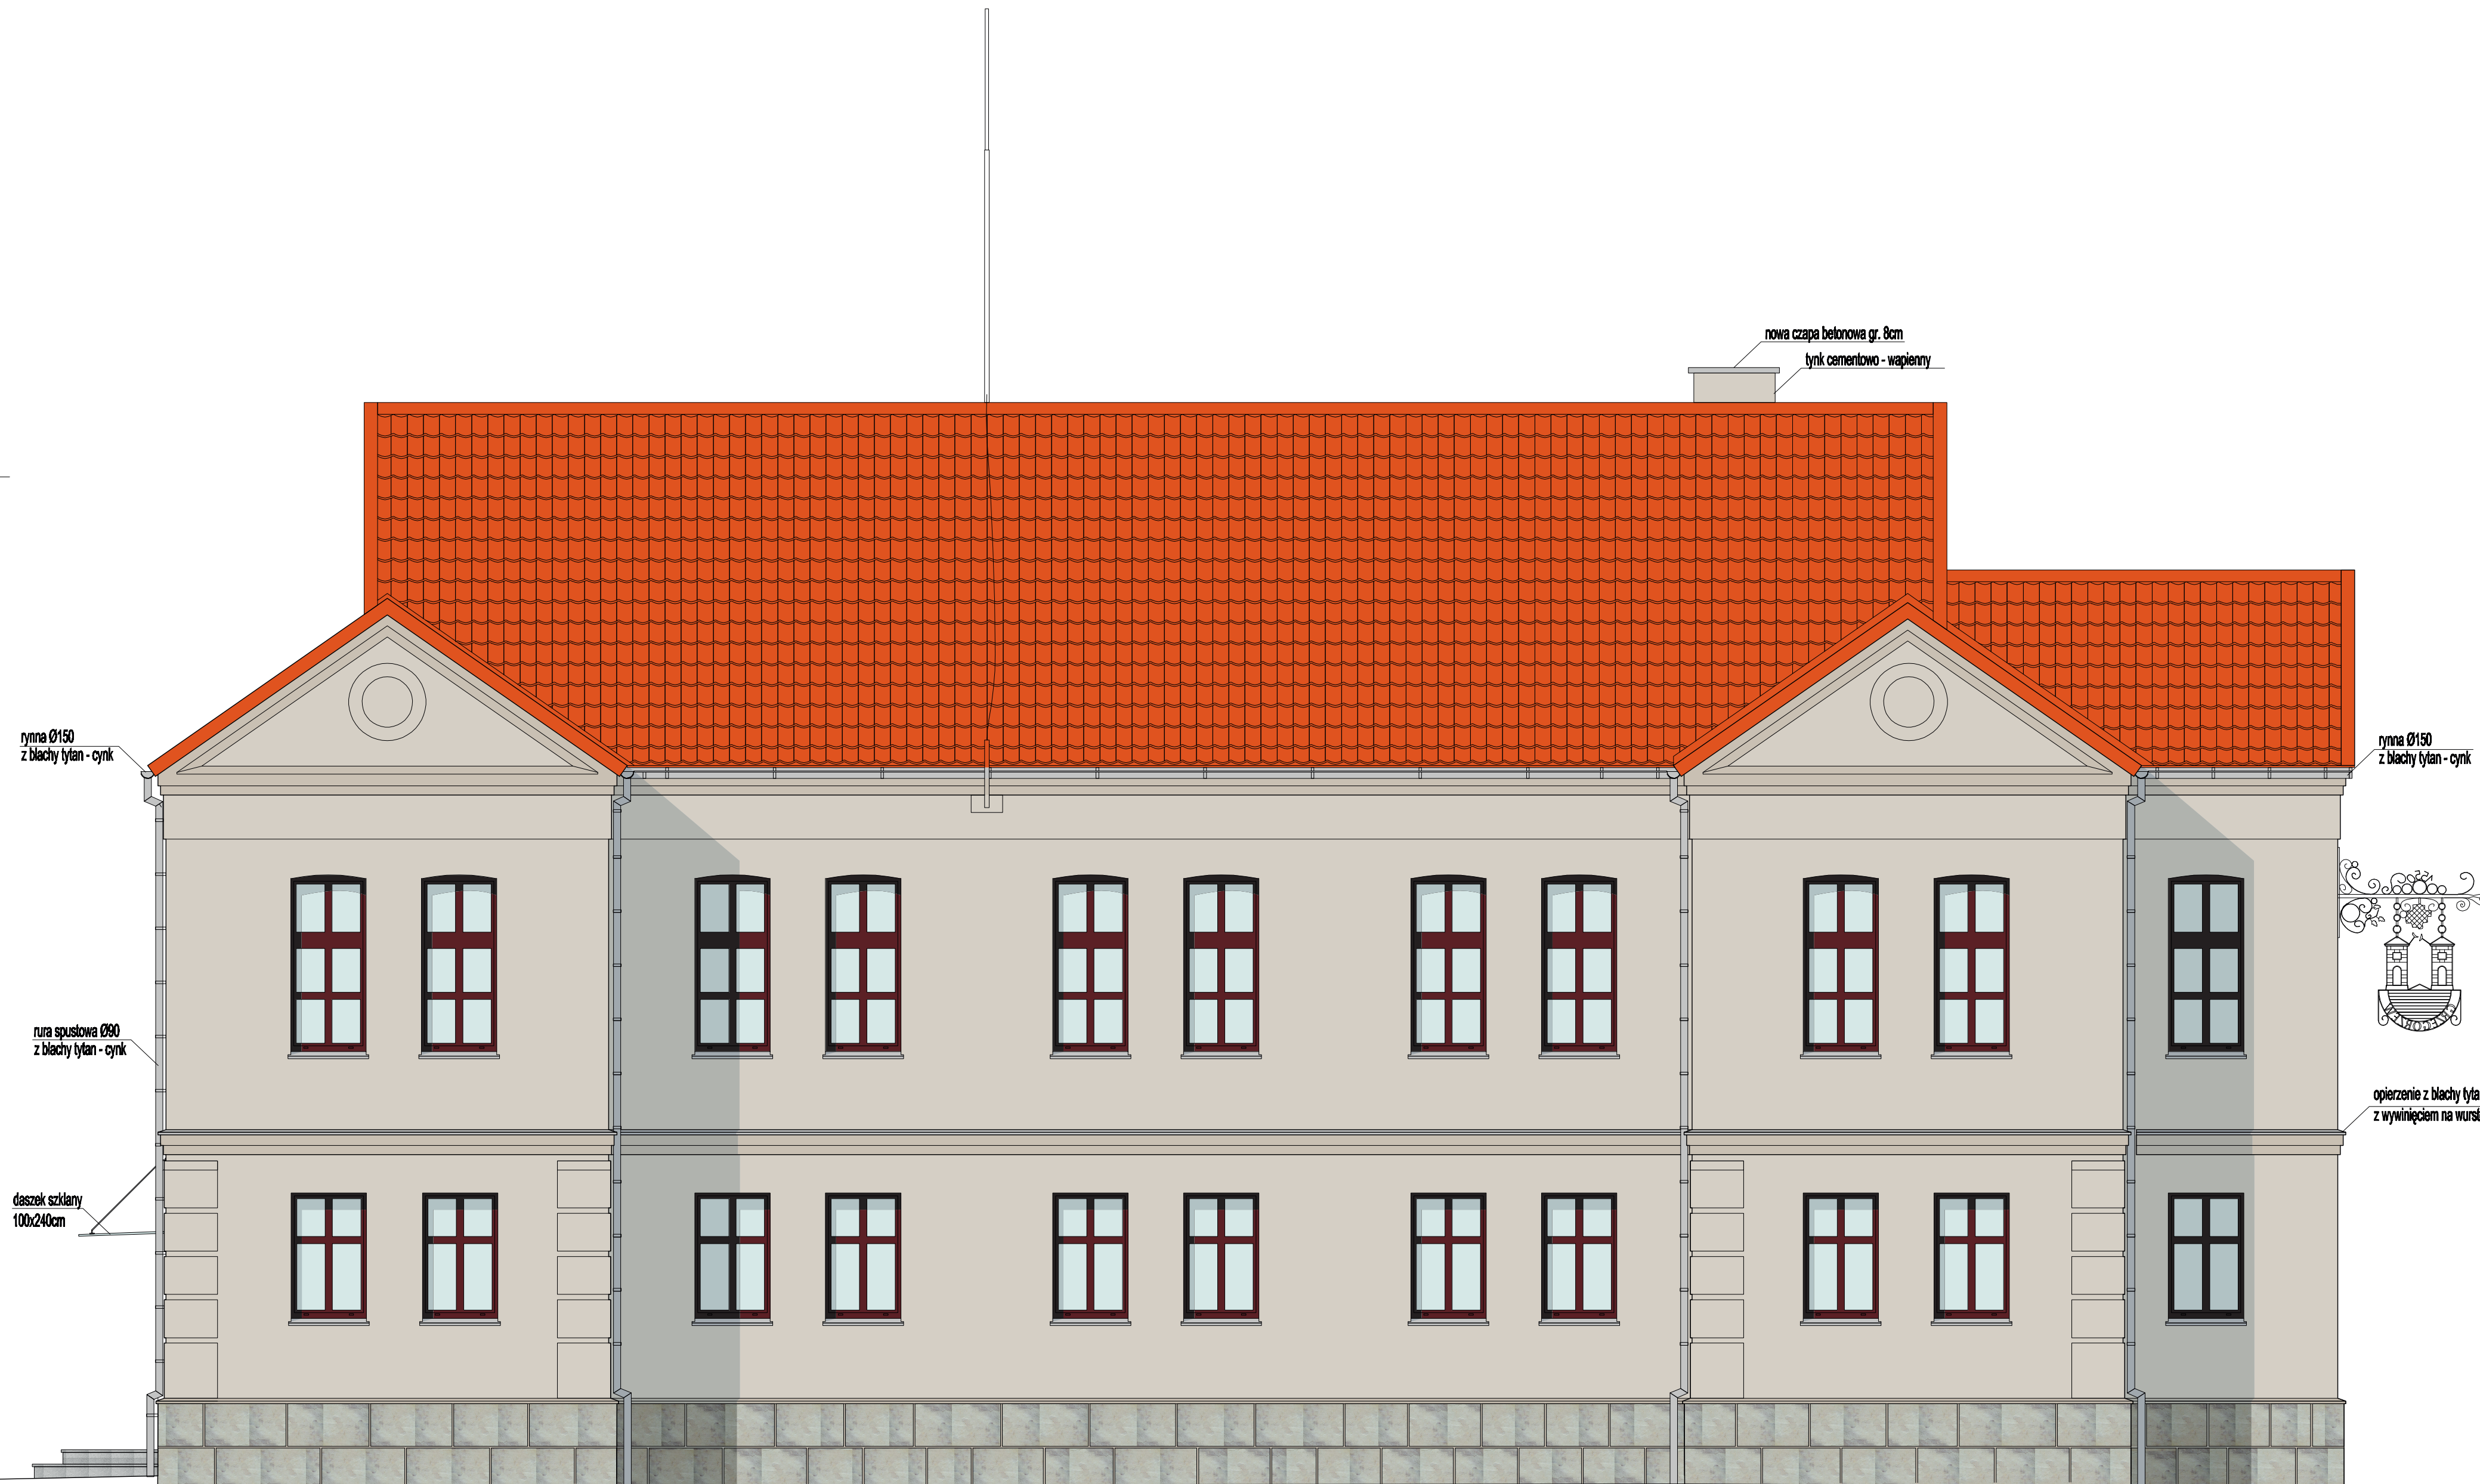 nowa czapa betonowa gr. 8cm
tynk cementowo - wapienny
rynna Ø150
z blachy tytan - cynk
rynna Ø150
z blachy tytan - cynk
rura spustowa Ø90
z blachy tytan - cynk
opierzenie z blachy tyta
z wywinięciem na wurst
daszek szklany
100x240cm